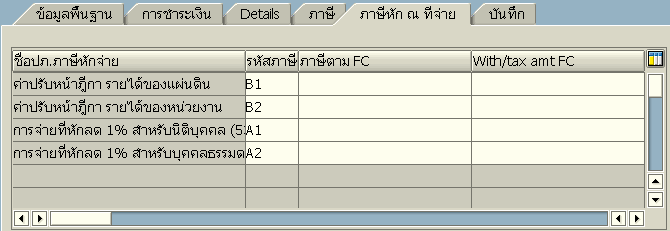 ข้อมูลพื้นฐาน การชำระเงิน Details ภาษี ภาษีหัก ณ ที่จ่าย บันทึก
ชื่อปภ.ภาษีหักจ่าย รหัสภาษี ภาษีตาม FC With/tax amt FC
ค่าปรับหน้าฎีกา รายได้ของแผ่นดิน B1
ค่าปรับหน้าฎีกา รายได้ของหน่วยงาน B2
การจ่ายที่หักลด 1% สำหรับนิติบุคคล (5 A1
การจ่ายที่หักลด 1% สำหรับบุคคลธรรมด A2